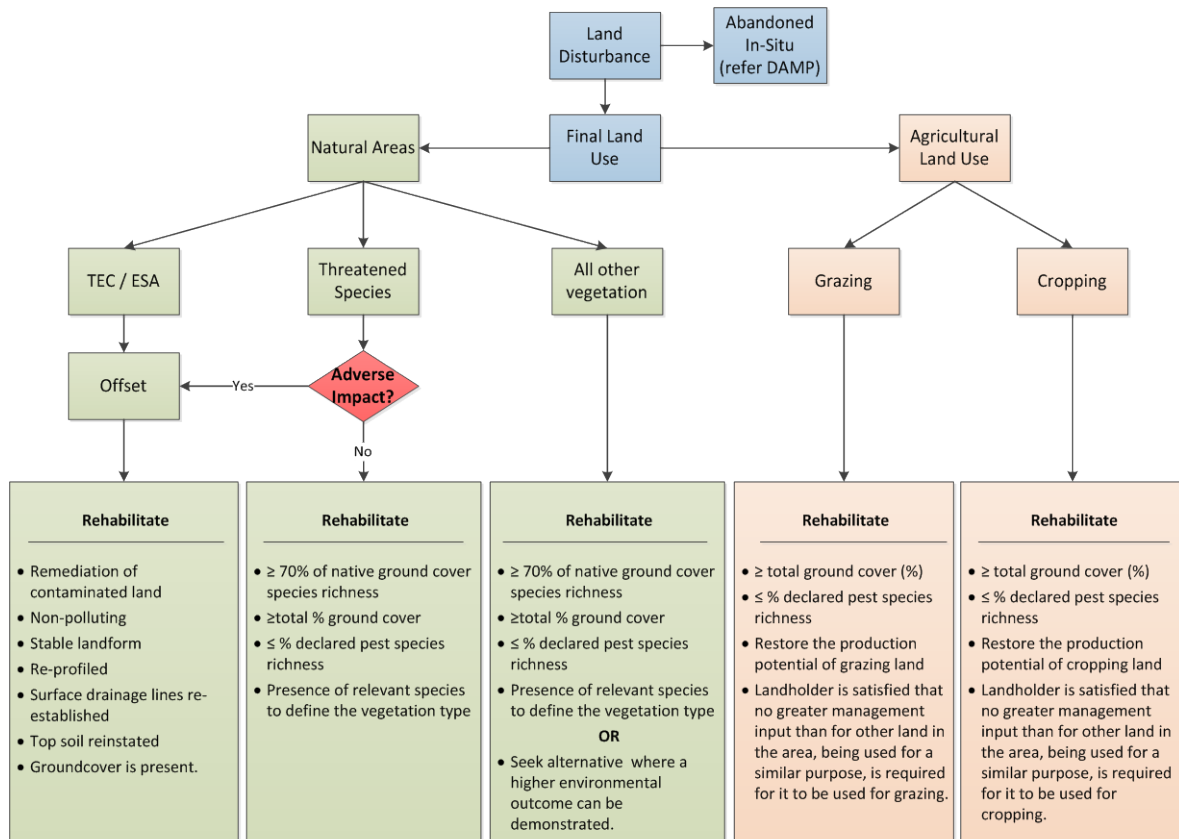 Land
Disturbance
Abandoned
In-Situ
(refer DAMP)
Natural Areas
Final Land
Use
Agricultural
Land Use
TEC / ESA
Threatened
Species
All other
vegetation
Grazing
Cropping
Offset
Yes
Adverse
Impact?
No
Rehabilitate
• Remediation of
contaminated land
• Non-polluting
• Stable landform
• Re-profiled
• Surface drainage lines re-
established
• Top soil reinstated
• Groundcover is present.
Rehabilitate
• ≥ 70% of native ground cover
species richness
• ≥total % ground cover
• ≤ % declared pest species
richness
• Presence of relevant species
to define the vegetation type
Rehabilitate
• ≥ 70% of native ground cover
species richness
• ≥total % ground cover
• ≤ % declared pest species
richness
• Presence of relevant species
to define the vegetation type
OR
• Seek alternative where a
higher environmental
outcome can be
demonstrated.
Rehabilitate
• ≥ total ground cover (%)
• ≤ % declared pest species
richness
• Restore the production
potential of grazing land
• Landholder is satisfied that
no greater management
input than for other land in
the area, being used for a
similar purpose, is required
for it to be used for grazing.
Rehabilitate
• ≥ total ground cover (%)
• ≤ % declared pest species
richness
• Restore the production
potential of cropping land
• Landholder is satisfied that
no greater management
input than for other land in
the area, being used for a
similar purpose, is required
for it to be used for
cropping.